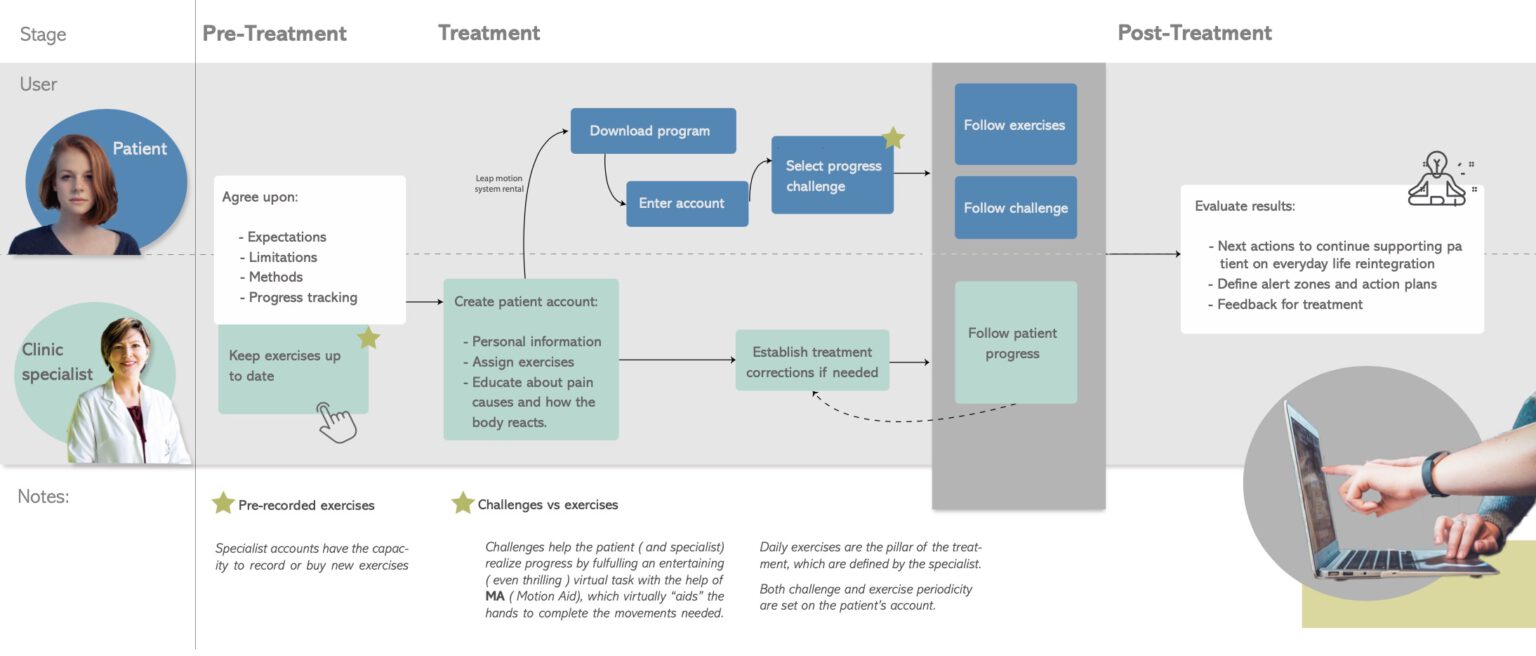 Stage
Pre-Treatment
Treatment
Post-Treatment
User
Patient
Clinic
specialist
Agree upon:
- Expectations
- Limitations
- Methods
- Progress tracking
Keep exercises up
to date
Leap motion
system rental
Download program
Enter account
Select progress
challenge
Create patient account:
- Personal information
- Assign exercises
- Educate about pain
causes and how the
body reacts.
Establish treatment
corrections if needed
Follow exercises
Follow challenge
Follow patient
progress
Evaluate results:
- Next actions to continue supporting pa
tient on everyday life reintegration
- Define alert zones and action plans
- Feedback for treatment
Notes:
Pre-recorded exercises
Specialist accounts have the capac-
ity to record or buy new exercises
Challenges vs exercises
Challenges help the patient ( and specialist)
realize progress by fulfulling an entertaining
( even thrilling ) virtual task with the help of
MA ( Motion Aid), which virtually “aids” the
hands to complete the movements needed.
Daily exercises are the pillar of the treat-
ment, which are defined by the specialist.
Both challenge and exercise periodicity
are set on the patient’s account.